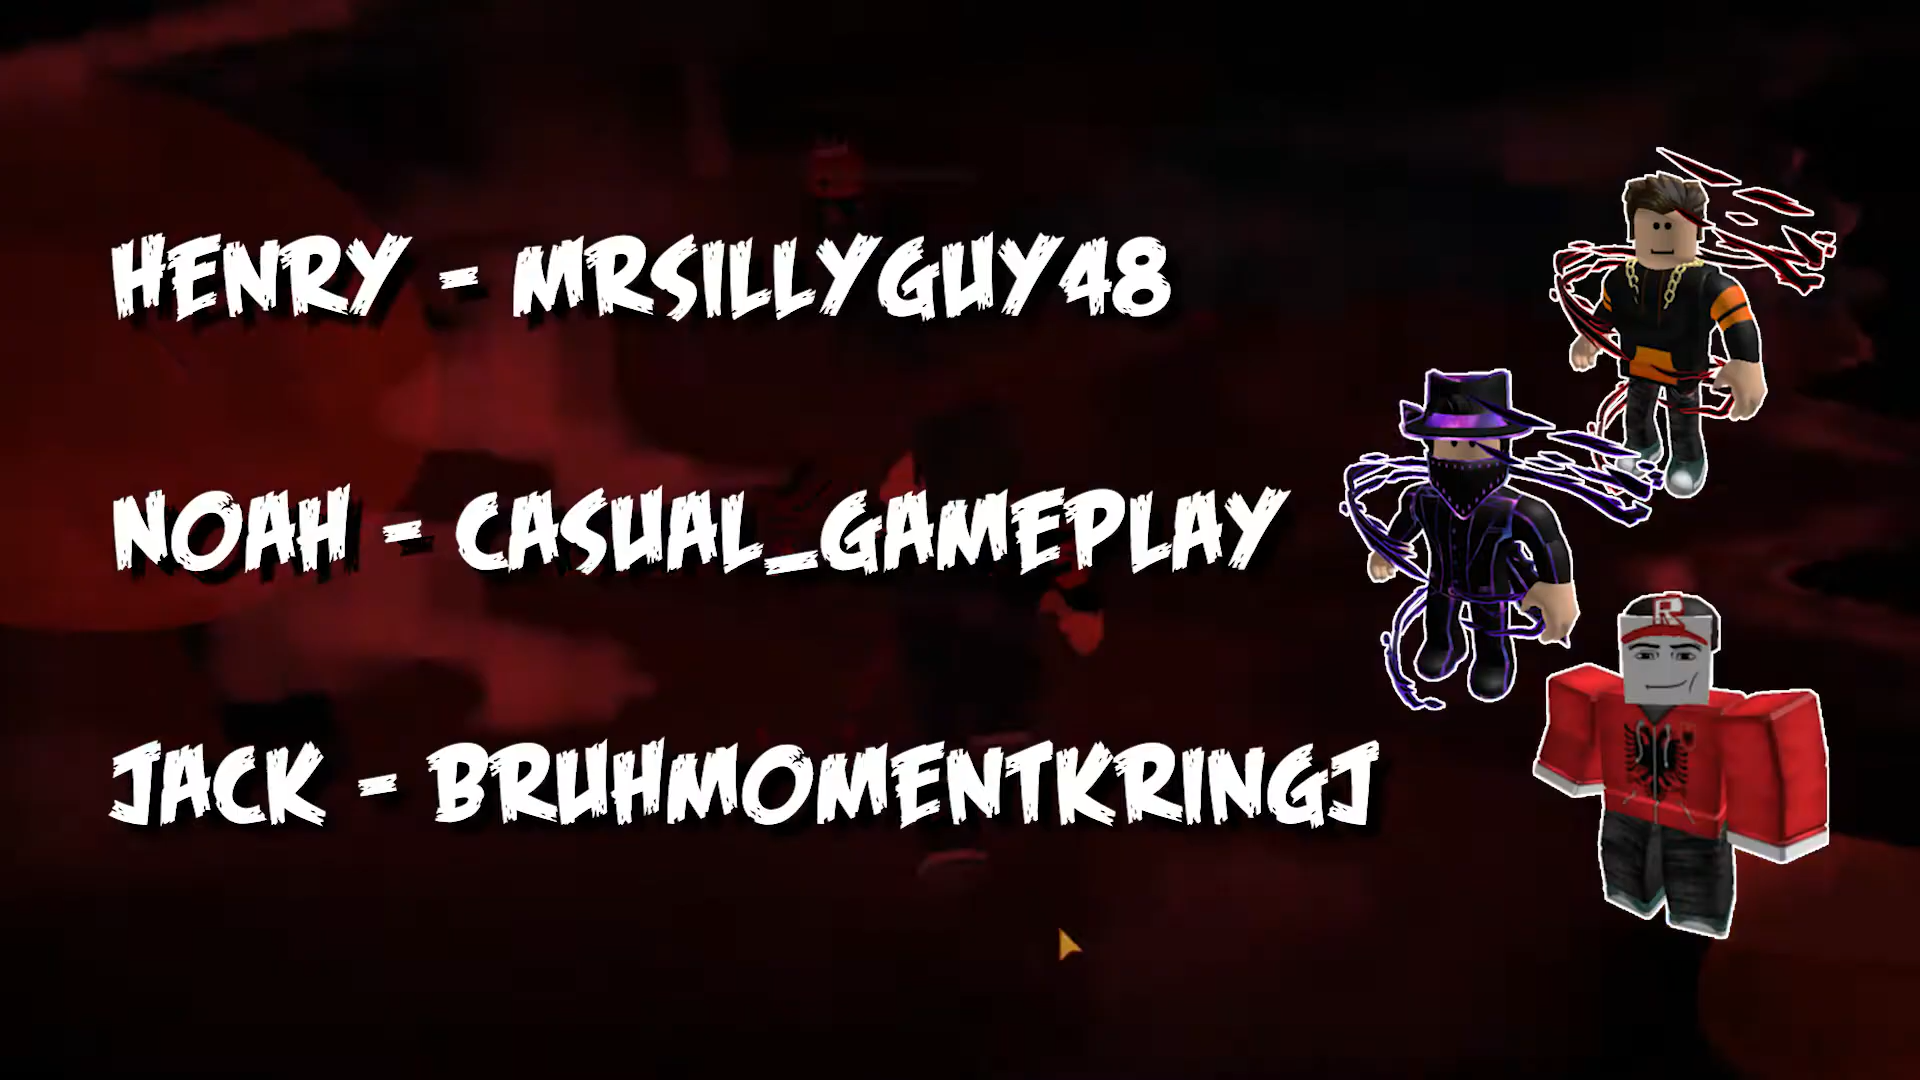 HENRY - MRSILLYGUY48
NOAH - CASUAL_GAMEPLAY
JACK - BRUHMOMENTKRINGJ
R